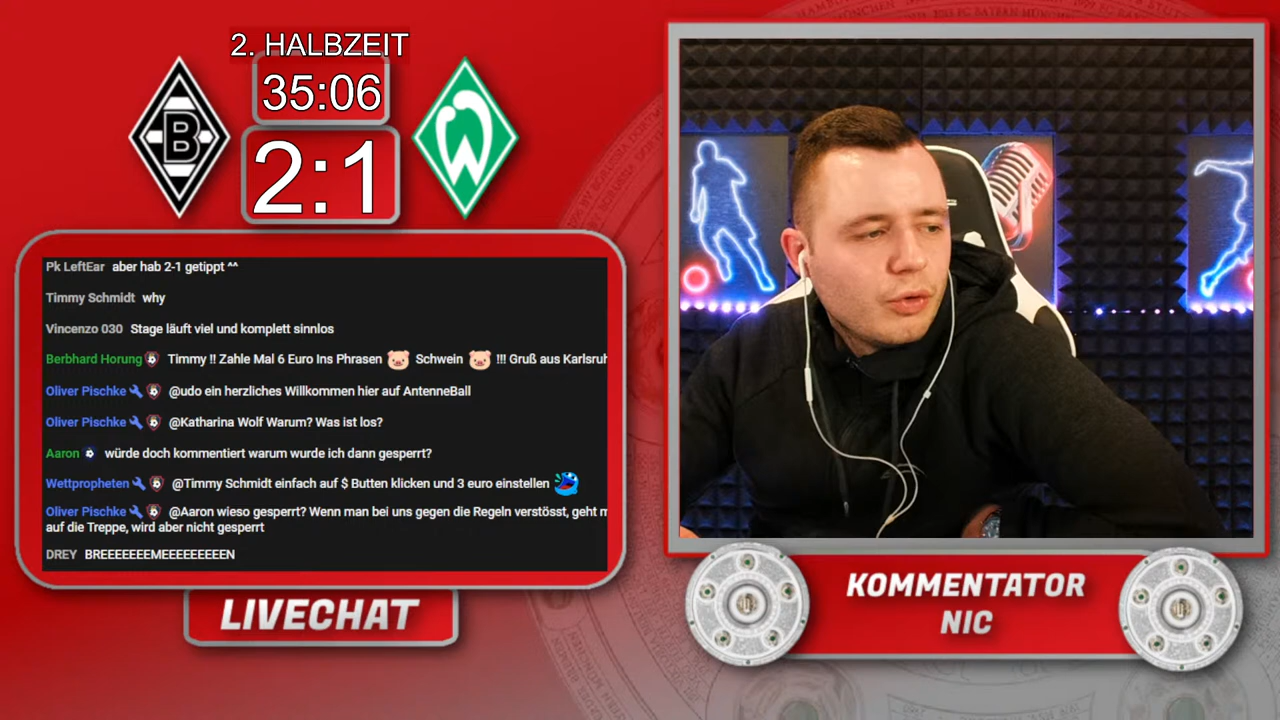 2. HALBZEIT
35:06
2:1
B
W
Pk LeftEar aber hab 2-1 getippt ^^
Timmy Schmidt why
Vincenzo 030 Stage läuft viel und komplett sinnlos
Berbhard Horung Timmy !! Zahle Mal 6 Euro Ins Phrasen Schwein !!! Gruß aus Karlsruh
Oliver Pischke @udo ein herzliches Willkommen hier auf AntenneBall
Oliver Pischke @Katharina Wolf Warum? Was ist los?
Aaron würde doch kommentiert warum wurde ich dann gesperrt?
Wettpropheten @Timmy Schmidt einfach auf $ Butten klicken und 3 euro einstellen
Oliver Pischke @Aaron wieso gesperrt? Wenn man bei uns gegen die Regeln verstösst, geht m
auf die Treppe, wird aber nicht gesperrt
DREY BREEEEEEEMEEEEEEEEEN
LIVECHAT
KOMMENTATOR
NIC